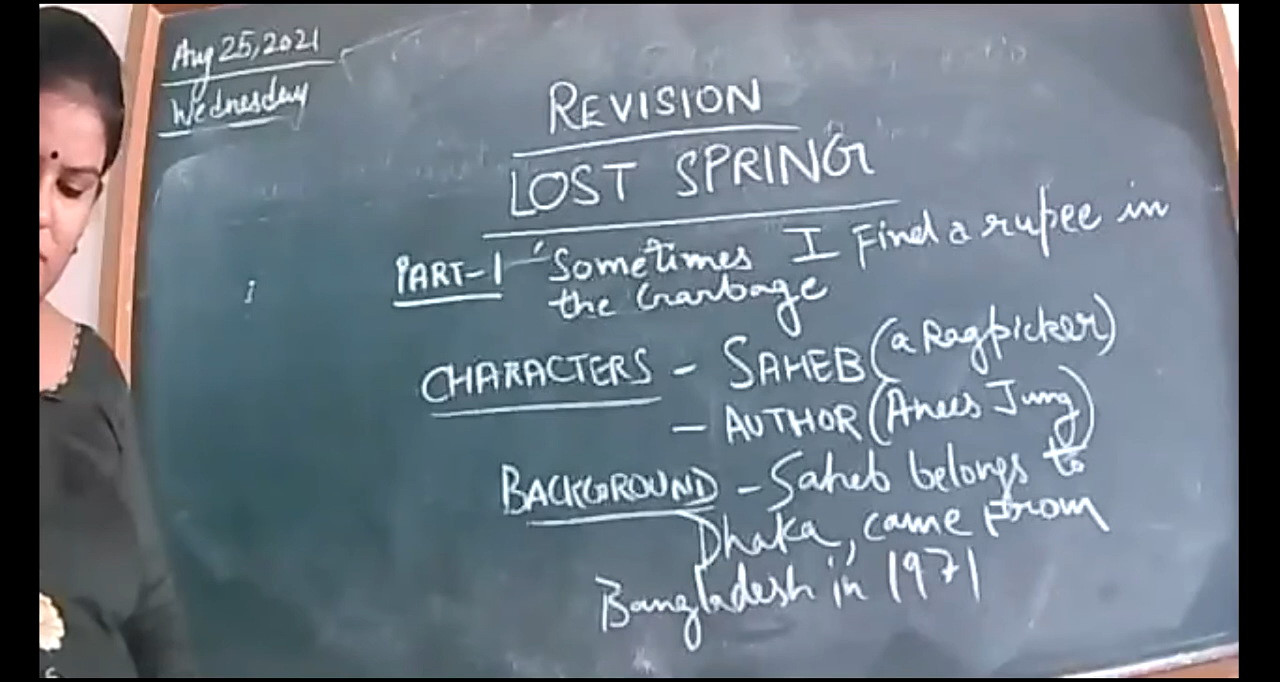 Aug 25, 2021
Wednesday
REVISION
LOST SPRING
PART-1 - 'Sometimes I Find a rupee in
the Garbage
CHARACTERS - SAHEB (a Ragpicker)
- AUTHOR (Anees Jung)
BACKGROUND - Saheb belongs to
Dhaka, came from
Bangladesh in 1971